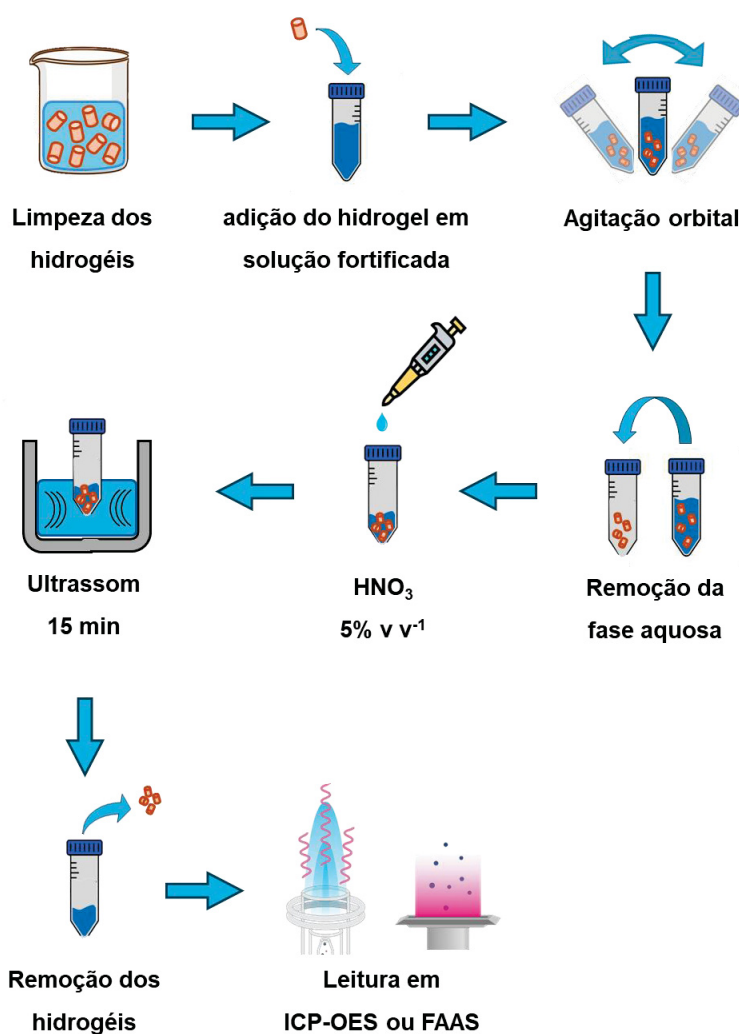 Limpeza dos
hidrogéis
adição do hidrogel em
solução fortificada
Agitação orbital
Remoção da
fase aquosa
HNO₃
5% v v⁻¹
Ultrassom
15 min
Remoção dos
hidrogéis
Leitura em
ICP-OES ou FAAS